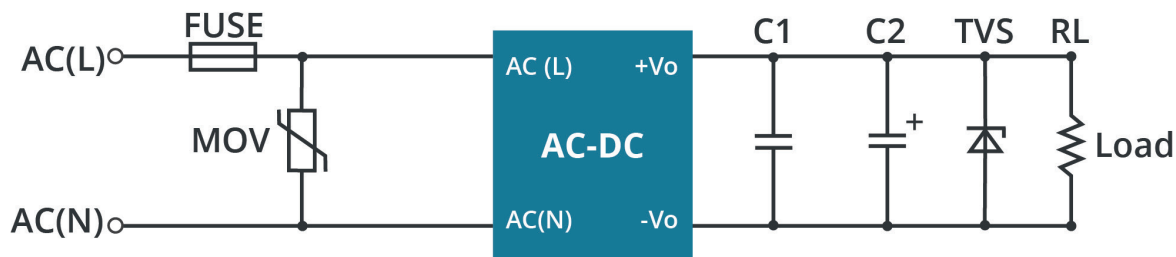 FUSE
C1 C2 TVS RL
AC(L)
AC (L) +Vo
MOV
AC-DC
+
Load
AC(N)
AC(N) -Vo